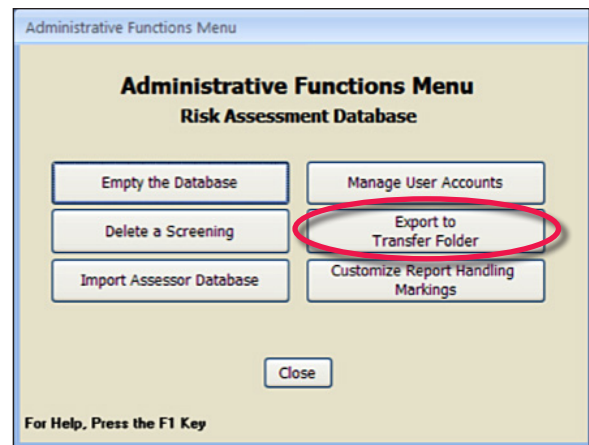 Administrative Functions Menu
Administrative Functions Menu
Risk Assessment Database
Empty the Database
Manage User Accounts
Delete a Screening
Export to
Transfer Folder
Import Assessor Database
Customize Report Handling
Markings
Close
For Help, Press the F1 Key